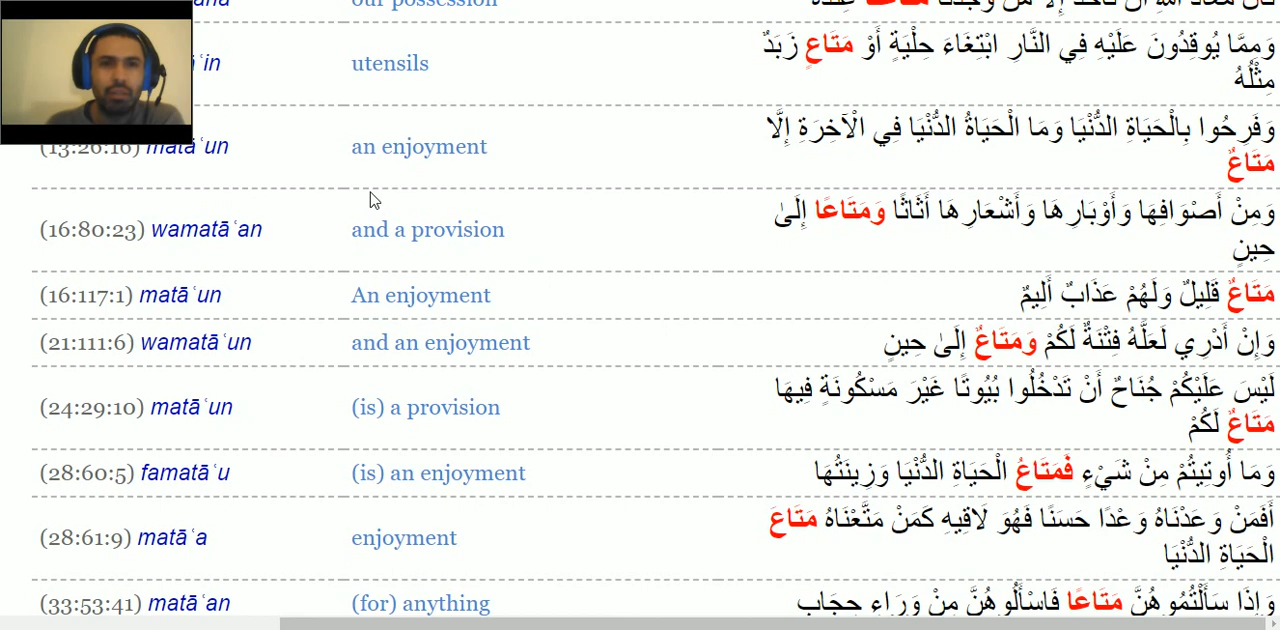 our possession
عِندَهُ
in utensils وَمِمَّا يُوقِدُونَ عَلَيْهِ فِي النَّارِ ابْتِغَاءَ حِلْيَةٍ أَوْ مَتَاعٍ زَبَدٌ
مِثْلُهُ
(13:26:16) matāʿun an enjoyment وَفَرِحُوا بِالْحَيَاةِ الدُّنْيَا وَمَا الْحَيَاةُ الدُّنْيَا فِي الْآخِرَةِ إِلَّا
مَتَاعٌ
(16:80:23) wamatāʿan and a provision وَمِنْ أَصْوَافِهَا وَأَوْبَارِهَا وَأَشْعَارِهَا أَثَاثًا وَمَتَاعًا إِلَىٰ
حِينٍ
(16:117:1) matāʿun An enjoyment مَتَاعٌ قَلِيلٌ وَلَهُمْ عَذَابٌ أَلِيمٌ
(21:111:6) wamatāʿun and an enjoyment وَإِنْ أَدْرِي لَعَلَّهُ فِتْنَةٌ لَكُمْ وَمَتَاعٌ إِلَىٰ حِينٍ
(24:29:10) matāʿun (is) a provision لَيْسَ عَلَيْكُمْ جُنَاحٌ أَنْ تَدْخُلُوا بُيُوتًا غَيْرَ مَسْكُونَةٍ فِيهَا
مَتَاعٌ لَكُمْ
(28:60:5) famatāʿu (is) an enjoyment وَمَا أُوتِيتُمْ مِنْ شَيْءٍ فَمَتَاعُ الْحَيَاةِ الدُّنْيَا وَزِينَتُهَا
(28:61:9) matāʿa enjoyment أَفَمَنْ وَعَدْنَاهُ وَعْدًا حَسَنًا فَهُوَ لَاقِيهِ كَمَنْ مَتَّعْنَاهُ مَتَاعَ
الْحَيَاةِ الدُّنْيَا
(33:53:41) matāʿan (for) anything وَإِذَا سَأَلْتُمُوهُنَّ مَتَاعًا فَاسْأَلُوهُنَّ مِنْ وَرَاءِ حِجَابٍ